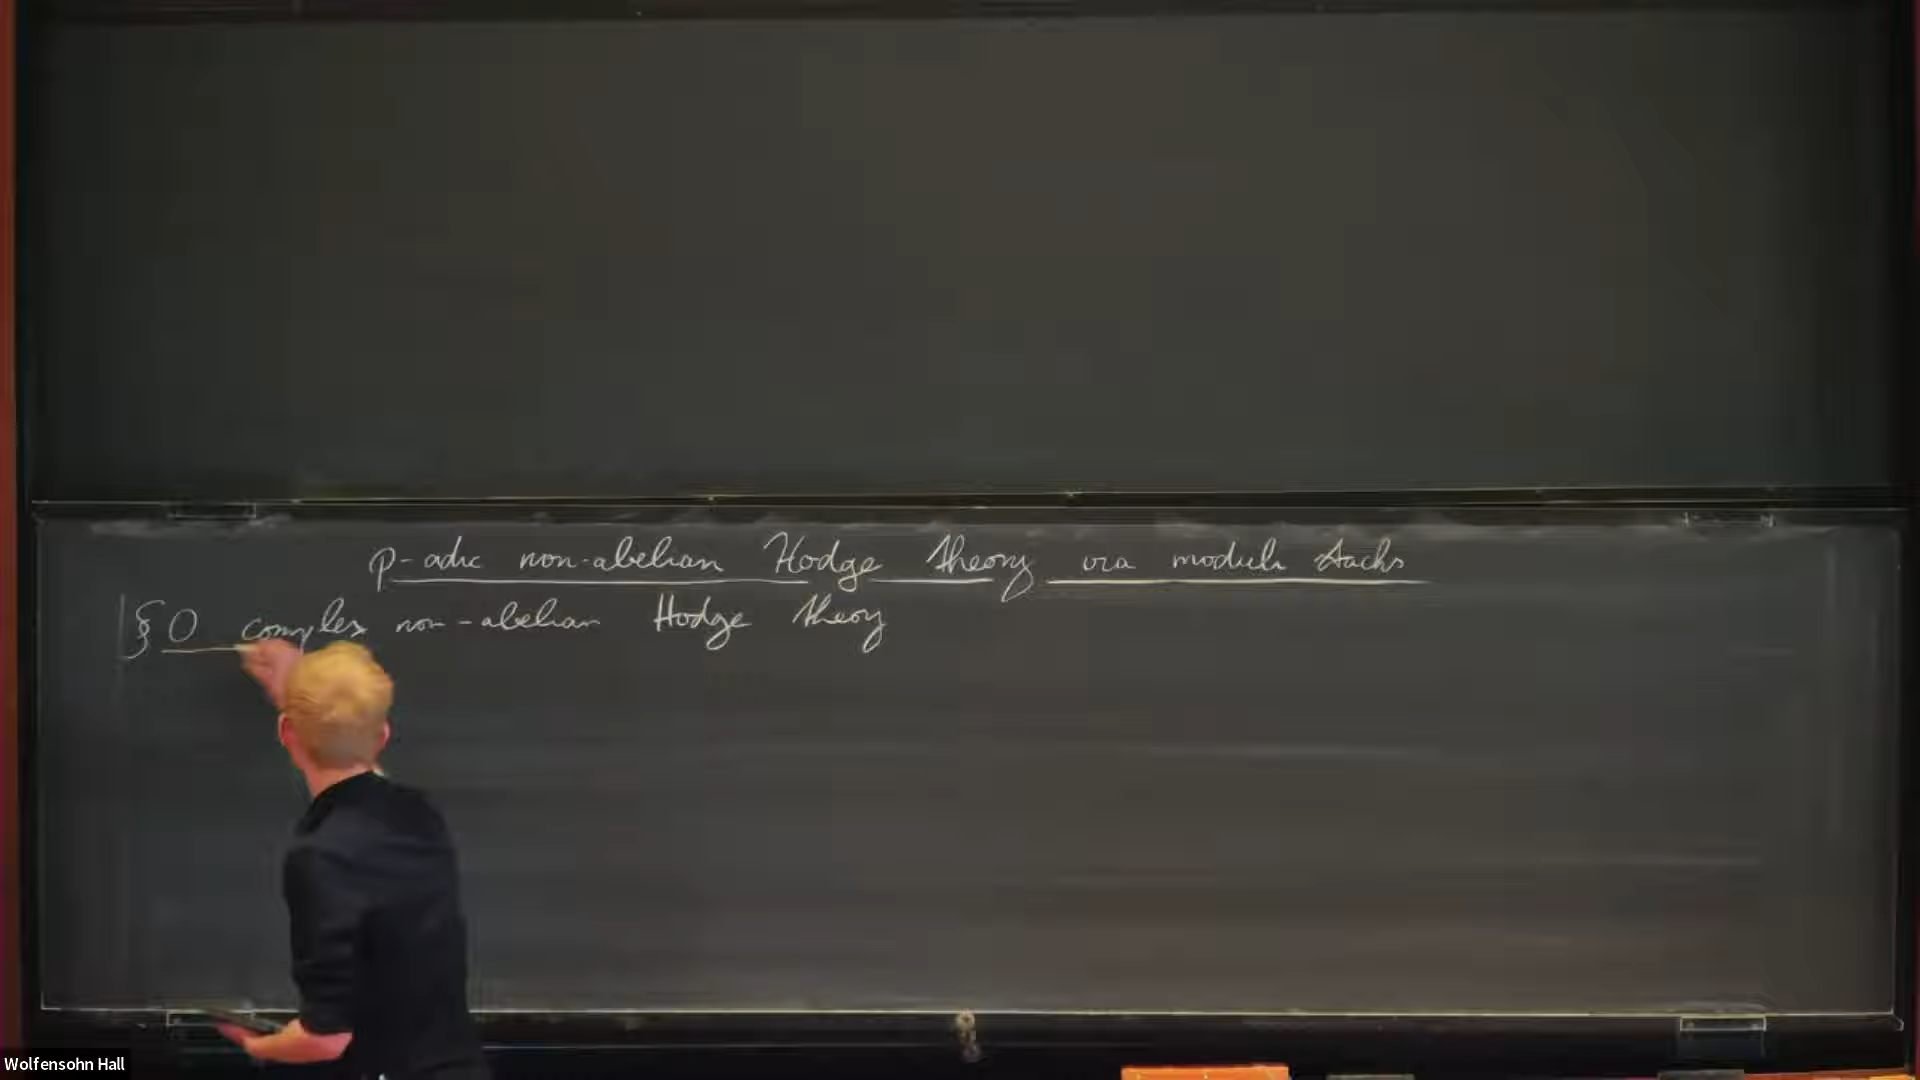 p-adic non-abelian Hodge theory via moduli stacks
§0 complex non-abelian Hodge theory
Wolfensohn Hall